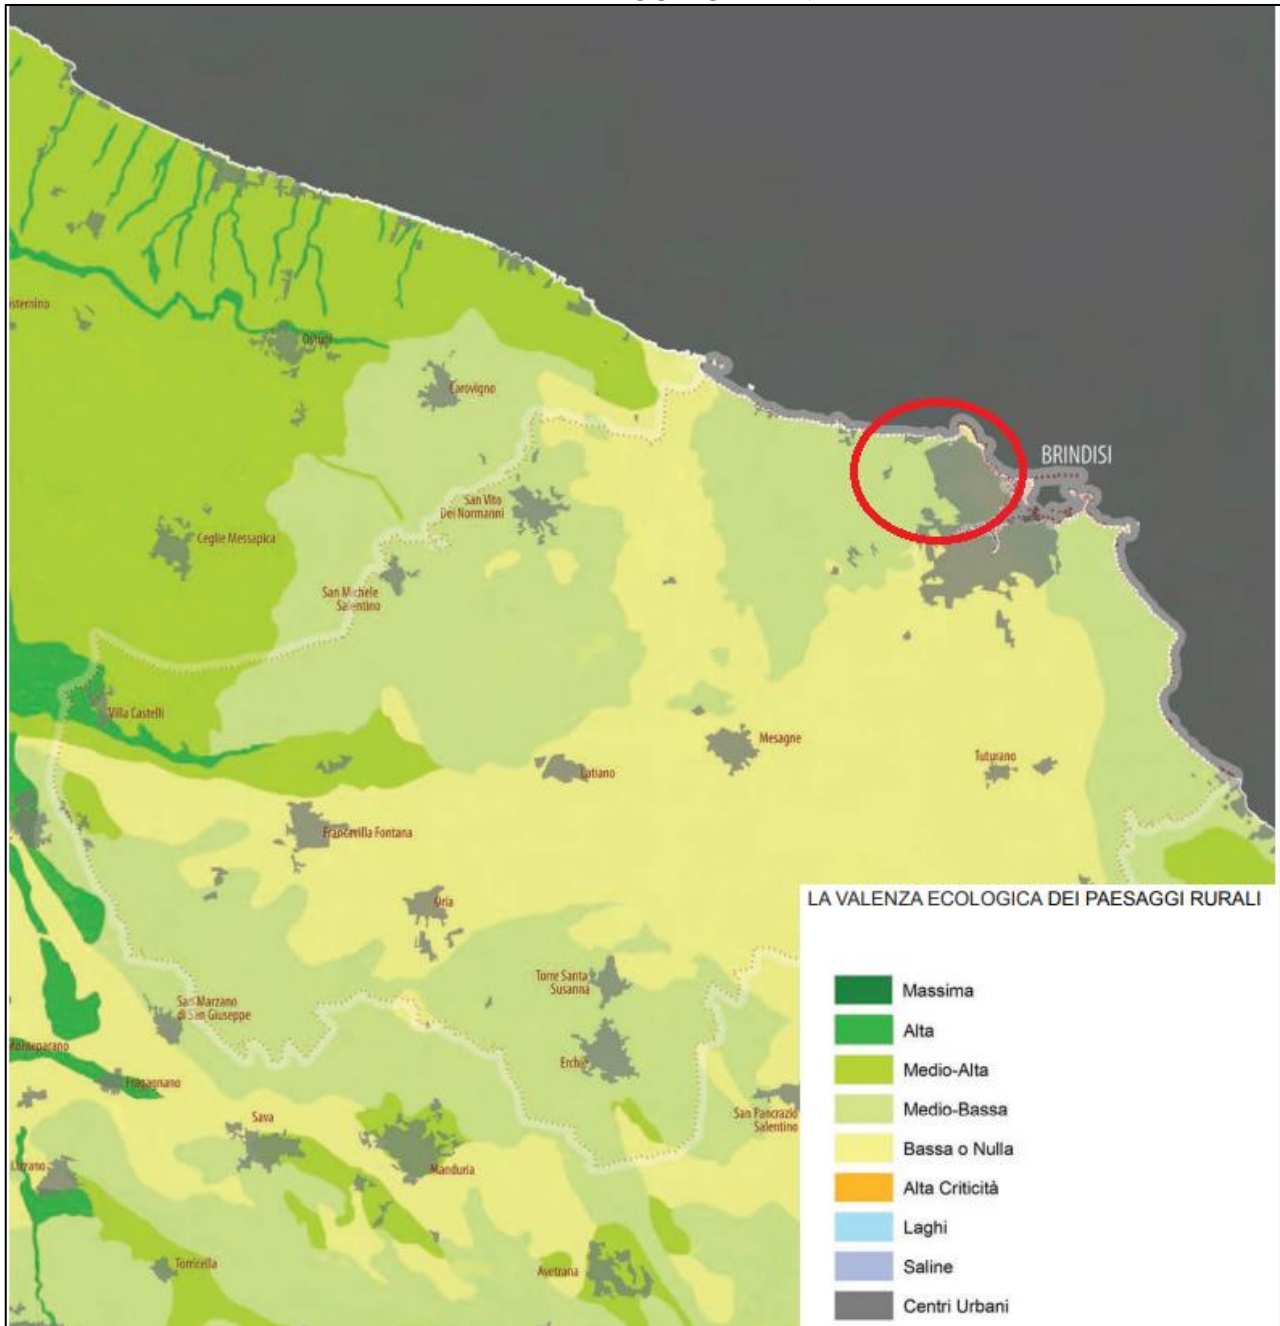 isternino
Ostuni
Carovigno
BRINDISI
San Vito
Dei Normanni
Ceglie Messapica
San Michele
Salentino
Villa Castelli
Mesagne
Latiano
Tuturano
Francavilla Fontana
Oria
LA VALENZA ECOLOGICA DEI PAESAGGI RURALI
Torre Santa
Susanna
Massima
San Marzano
di San Giuseppe
Alta
Monteparano
Erchie
Medio-Alta
Fragagnano
Medio-Bassa
Sava
San Pancrazio
Salentino
Bassa o Nulla
Manduria
Alta Criticità
Laghi
Torricella
Avetrana
Saline
Centri Urbani